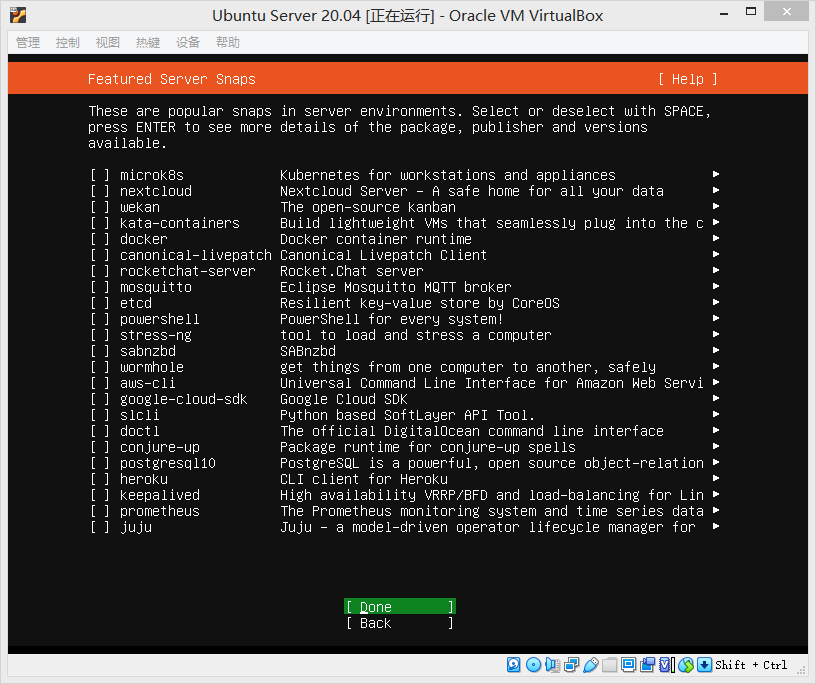 Ubuntu Server 20.04 [正在运行] - Oracle VM VirtualBox
管理 控制 视图 热键 设备 帮助
Featured Server Snaps [ Help ]
These are popular snaps in server environments. Select or deselect with SPACE,
press ENTER to see more details of the package, publisher and versions
available.
[ ] microk8s Kubernetes for workstations and appliances ►
[ ] nextcloud Nextcloud Server - A safe home for all your data ►
[ ] wekan The open-source kanban ►
[ ] kata-containers Build lightweight VMs that seamlessly plug into the c ►
[ ] docker Docker container runtime ►
[ ] canonical-livepatch Canonical Livepatch Client ►
[ ] rocketchat-server Rocket.Chat server ►
[ ] mosquitto Eclipse Mosquitto MQTT broker ►
[ ] etcd Resilient key-value store by CoreOS ►
[ ] powershell PowerShell for every system! ►
[ ] stress-ng tool to load and stress a computer ►
[ ] sabnzbd SABnzbd ►
[ ] wormhole get things from one computer to another, safely ►
[ ] aws-cli Universal Command Line Interface for Amazon Web Servi ►
[ ] google-cloud-sdk Google Cloud SDK ►
[ ] slcli Python based SoftLayer API Tool. ►
[ ] doctl The official DigitalOcean command line interface ►
[ ] conjure-up Package runtime for conjure-up spells ►
[ ] postgresql10 PostgreSQL is a powerful, open source object-relation ►
[ ] heroku CLI client for Heroku ►
[ ] keepalived High availability VRRP/BFD and load-balancing for Lin ►
[ ] prometheus The Prometheus monitoring system and time series data ►
[ ] juju Juju - a model-driven operator lifecycle manager for ►
[ Done ]
[ Back ]
Shift + Ctrl